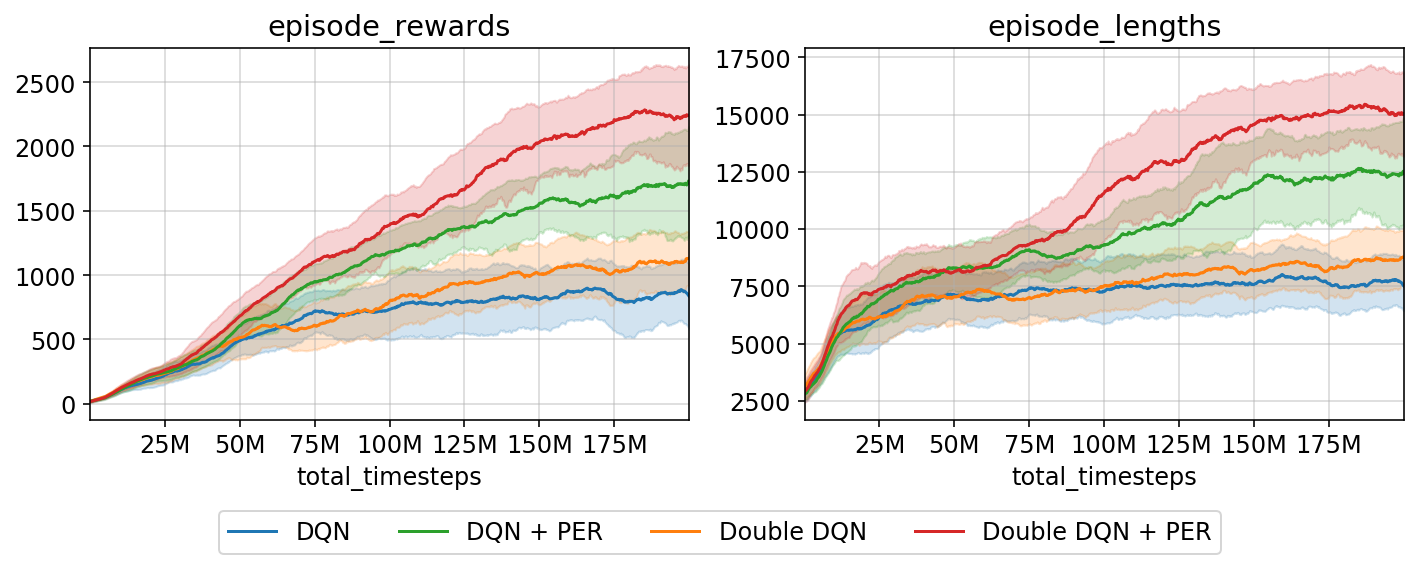 episode_rewards
2500
2000
1500
1000
500
0
25M 50M 75M 100M 125M 150M 175M
total_timesteps
episode_lengths
17500
15000
12500
10000
7500
5000
2500
25M 50M 75M 100M 125M 150M 175M
total_timesteps
DQN DQN + PER Double DQN Double DQN + PER